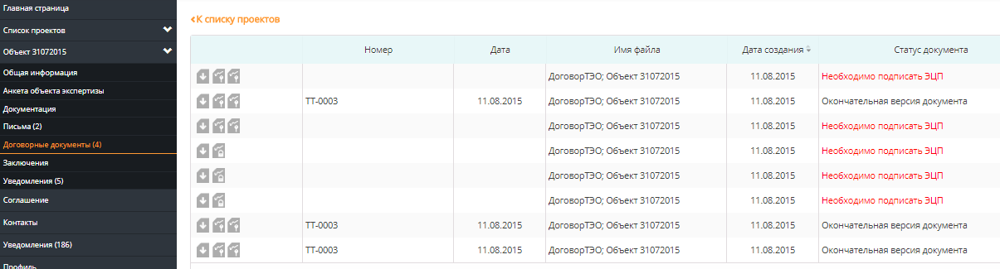 Главная страница
Список проектов
Объект 31072015
Общая информация
Анкета объекта экспертизы
Документация
Письма (2)
Договорные документы (4)
Заключения
Уведомления (5)
Соглашение
Контакты
Уведомления (186)
Профиль
К списку проектов
Номер Дата Имя файла Дата создания Статус документа
ДоговорТЭО; Объект 31072015 11.08.2015 Необходимо подписать ЭЦП
ТТ-0003 11.08.2015 ДоговорТЭО; Объект 31072015 11.08.2015 Окончательная версия документа
ДоговорТЭО; Объект 31072015 11.08.2015 Необходимо подписать ЭЦП
ДоговорТЭО; Объект 31072015 11.08.2015 Необходимо подписать ЭЦП
ДоговорТЭО; Объект 31072015 11.08.2015 Необходимо подписать ЭЦП
ДоговорТЭО; Объект 31072015 11.08.2015 Необходимо подписать ЭЦП
ТТ-0003 11.08.2015 ДоговорТЭО; Объект 31072015 11.08.2015 Окончательная версия документа
ТТ-0003 11.08.2015 ДоговорТЭО; Объект 31072015 11.08.2015 Окончательная версия документа